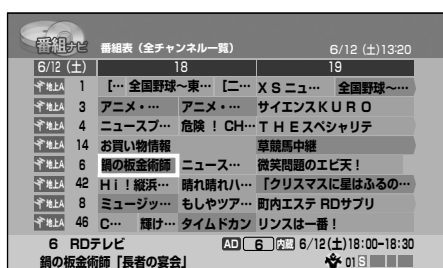 番組ナビ 番組表（全チャンネル一覧） 6/12 (土)13:20
6/12 (土) 18 19
地上A 1 [… 全国野球～東… [二… ＸＳニュ… 全国野球～…
地上A 3 アニメ・… アニメ・… サイエンスＫＵＲＯ
地上A 4 ニュースプ… 危険！CH… ＴＨＥスペシャリテ
地上A 14 お買い物情報 草競馬中継
地上A 6 鍋の板金術師 ニュース… 微笑問題のエピ天！
地上A 42 Ｈｉ！縦浜… 晴れ晴れハ… 「クリスマスに星はふるの…
地上A 8 ミュージッ… もしやツア… 町内エステ RDサプリ
地上A 46 C… 輝け… タイムドカン リンスは一番！
6 RDテレビ AD 6 内蔵 6/12(土)18:00-18:30
鍋の板金術師「長者の宴会」 01 S